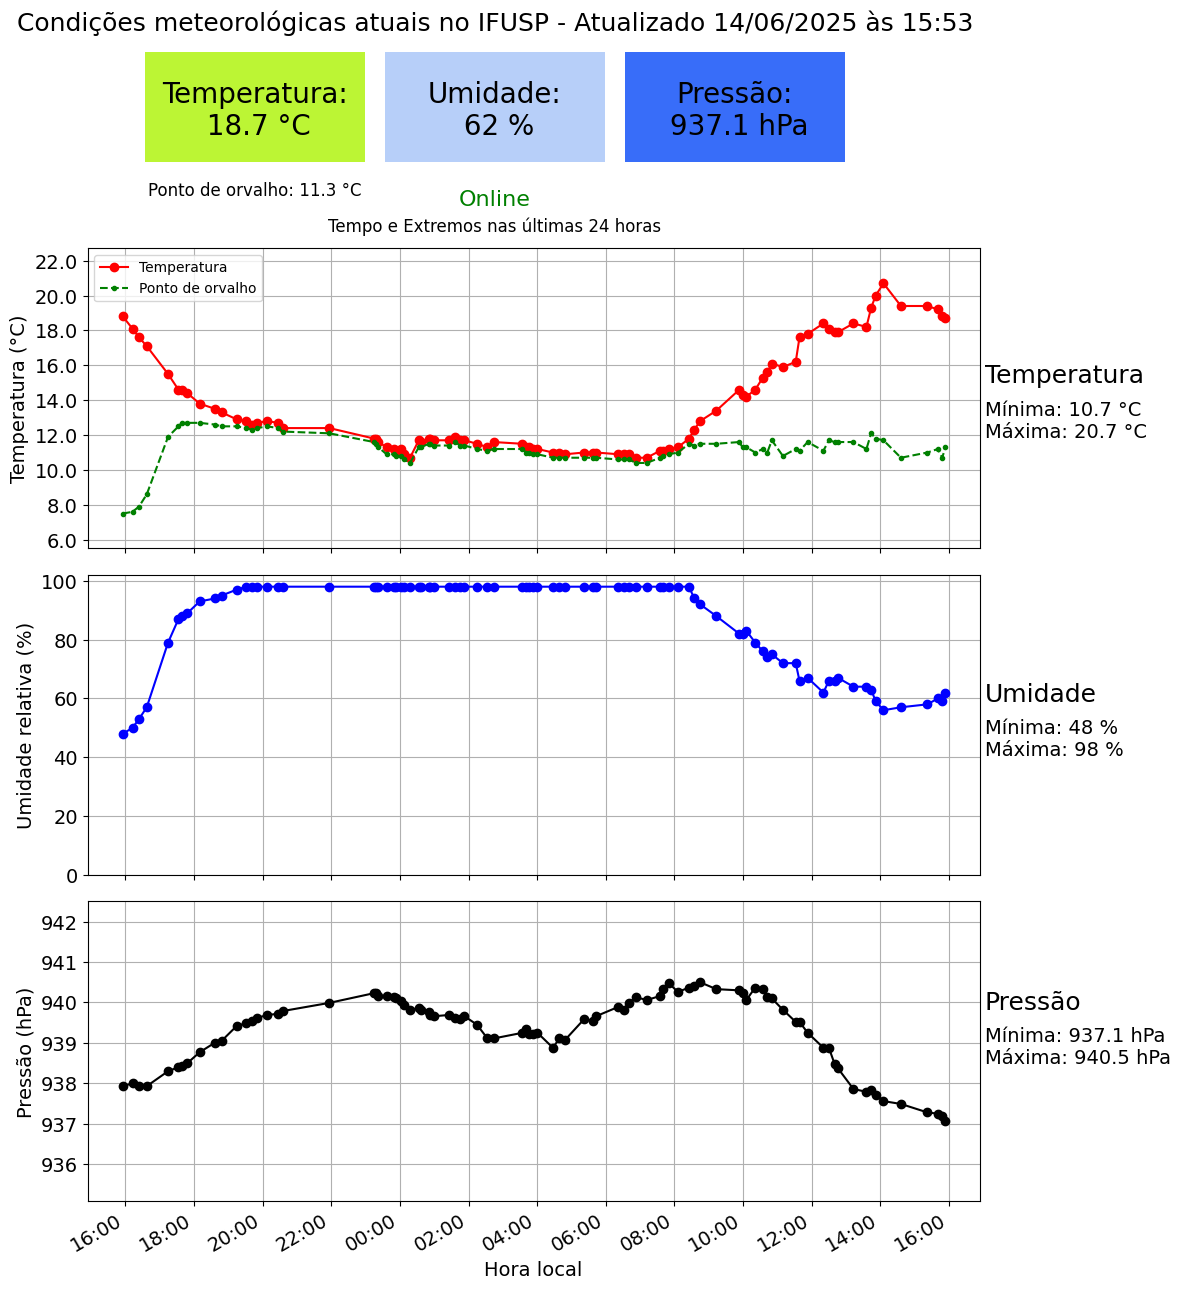 Condições meteorológicas atuais no IFUSP - Atualizado 14/06/2025 às 15:53
Temperatura:
18.7 °C
Umidade:
62 %
Pressão:
937.1 hPa
Ponto de orvalho: 11.3 °C
Online
Tempo e Extremos nas últimas 24 horas
Temperatura (°C)
22.0
20.0
18.0
16.0
14.0
12.0
10.0
8.0
6.0
Temperatura
Ponto de orvalho
Temperatura
Mínima: 10.7 °C
Máxima: 20.7 °C
Umidade relativa (%)
100
80
60
40
20
0
Umidade
Mínima: 48 %
Máxima: 98 %
Pressão (hPa)
942
941
940
939
938
937
936
Pressão
Mínima: 937.1 hPa
Máxima: 940.5 hPa
16:00
18:00
20:00
22:00
00:00
02:00
04:00
06:00
08:00
10:00
12:00
14:00
16:00
Hora local